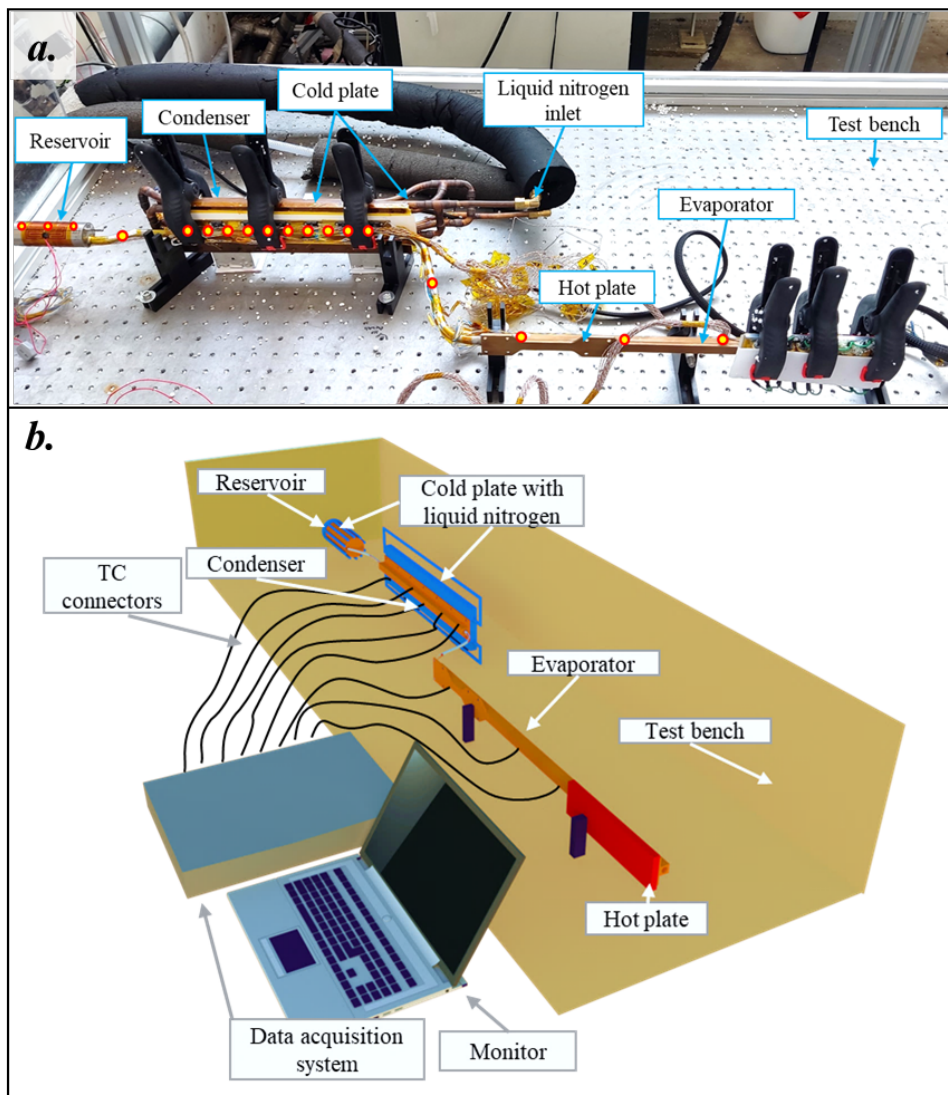 a.
Reservoir
Condenser
Cold plate
Liquid nitrogen
inlet
Test bench
Evaporator
Hot plate
b.
Reservoir
Cold plate with
liquid nitrogen
Condenser
TC
connectors
Evaporator
Test bench
Hot plate
Data acquisition
system
Monitor